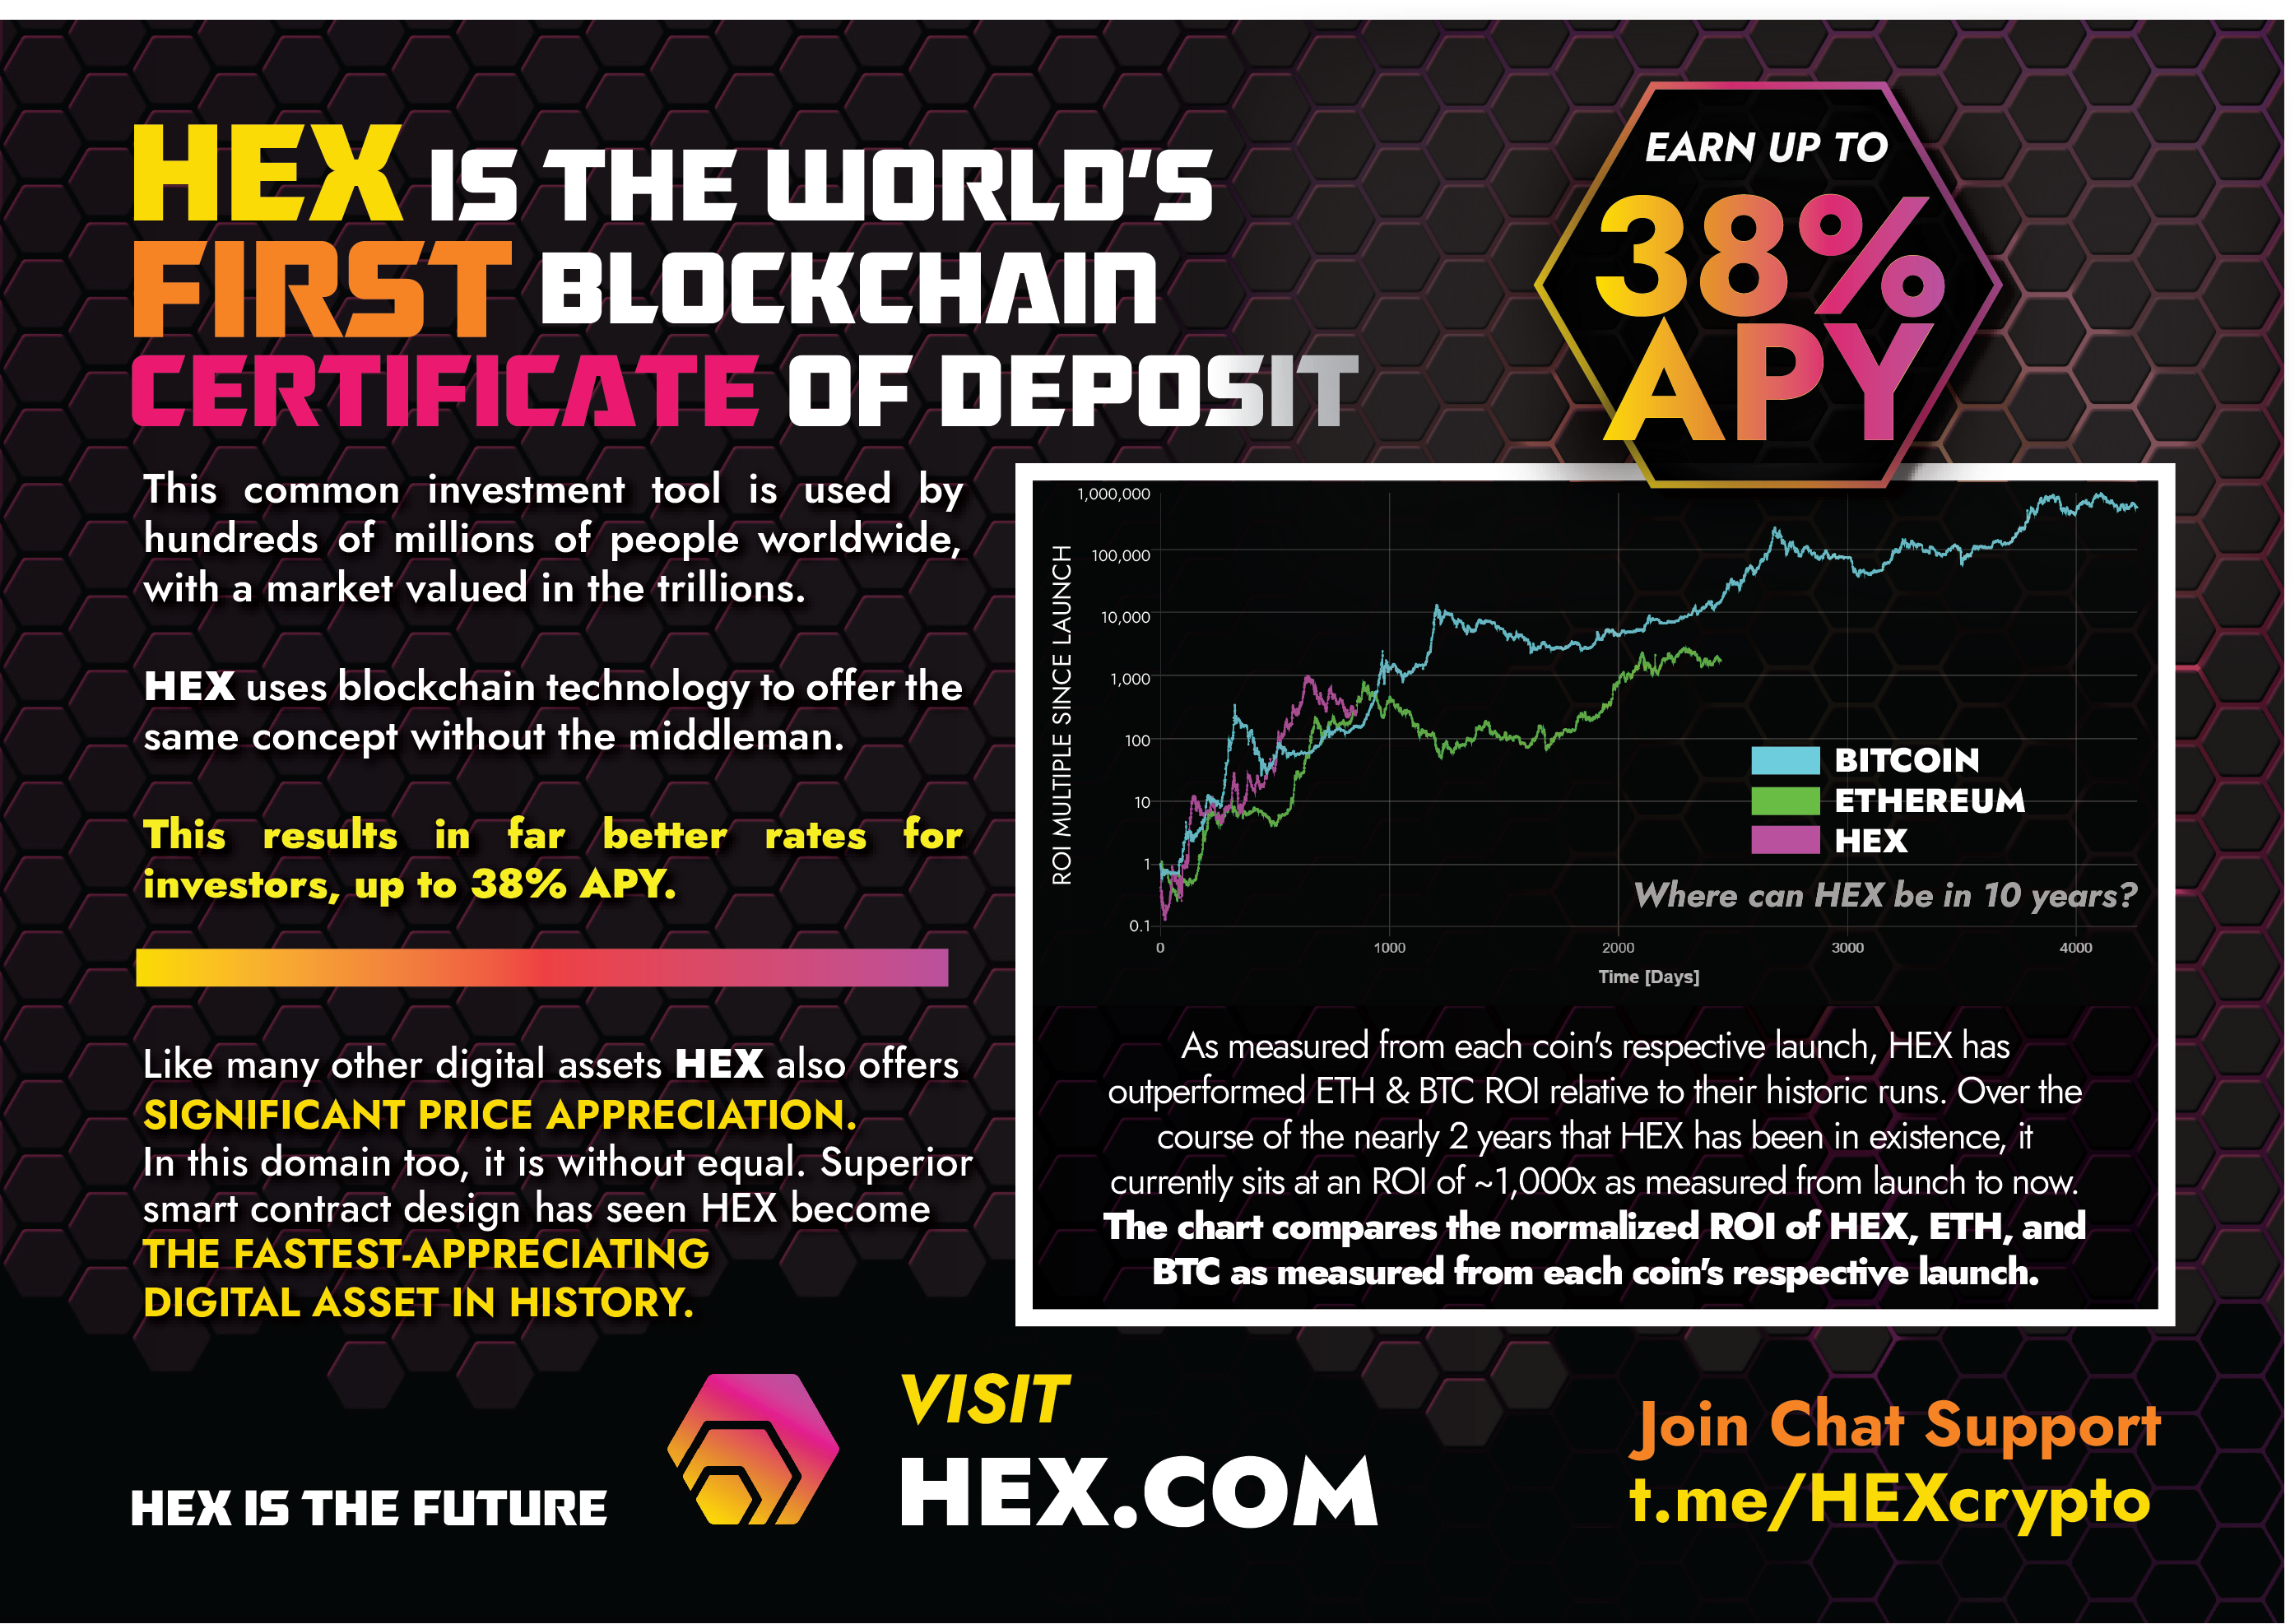 HEX IS THE WORLD'S
FIRST BLOCKCHAIN
CERTIFICATE OF DEPOSIT
EARN UP TO
38%
APY
This common investment tool is used by
hundreds of millions of people worldwide,
with a market valued in the trillions.
HEX uses blockchain technology to offer the
same concept without the middleman.
This results in far better rates for
investors, up to 38% APY.
Like many other digital assets HEX also offers
SIGNIFICANT PRICE APPRECIATION.
In this domain too, it is without equal. Superior
smart contract design has seen HEX become
THE FASTEST-APPRECIATING
DIGITAL ASSET IN HISTORY.
ROI MULTIPLE SINCE LAUNCH
1,000,000
100,000
10,000
1,000
100
10
1
0.1
0 1000 2000 3000 4000
Time [Days]
BITCOIN
ETHEREUM
HEX
Where can HEX be in 10 years?
As measured from each coin's respective launch, HEX has
outperformed ETH & BTC ROI relative to their historic runs. Over the
course of the nearly 2 years that HEX has been in existence, it
currently sits at an ROI of ~1,000x as measured from launch to now.
The chart compares the normalized ROI of HEX, ETH, and
BTC as measured from each coin's respective launch.
HEX IS THE FUTURE
VISIT
HEX.COM
Join Chat Support
t.me/HEXcrypto